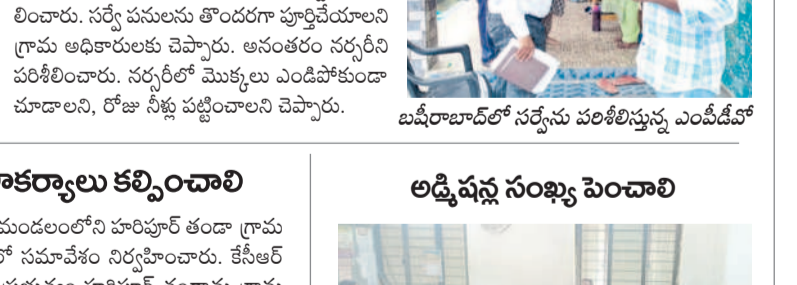 లించారు. సర్వే పనులను తొందరగా పూర్తిచేయాలని
గ్రామ అధికారులకు చెప్పారు. అనంతరం నర్సరీని
పరిశీలించారు. నర్సరీలో మొక్కలు ఎండిపోకుండా
చూడాలని, రోజు నీళ్లు పట్టించాలని చెప్పారు.
బషీరాబాద్‌లో సర్వేను పరిశీలిస్తున్న ఎంపీడీవో
కల్పించాలి
మండలంలోని హరిపూర్ తండా గ్రామ
లో సమావేశం నిర్వహించారు. కేసీఆర్
అడ్మిషన్ల సంఖ్య పెంచాలి